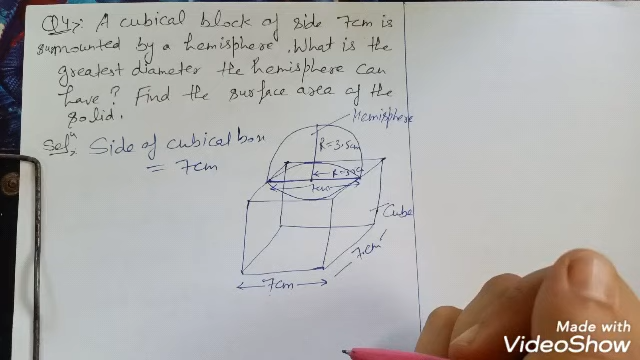 Q4: A cubical block of side 7cm is
surmounted by a hemisphere. What is the
greatest diameter the hemisphere can
have? Find the surface area of the
solid.
Solⁿ, Side of cubical box
= 7cm
Hemisphere
R=3.5cm
7cm
Cube
7cm
7cm
Made with
VideoShow